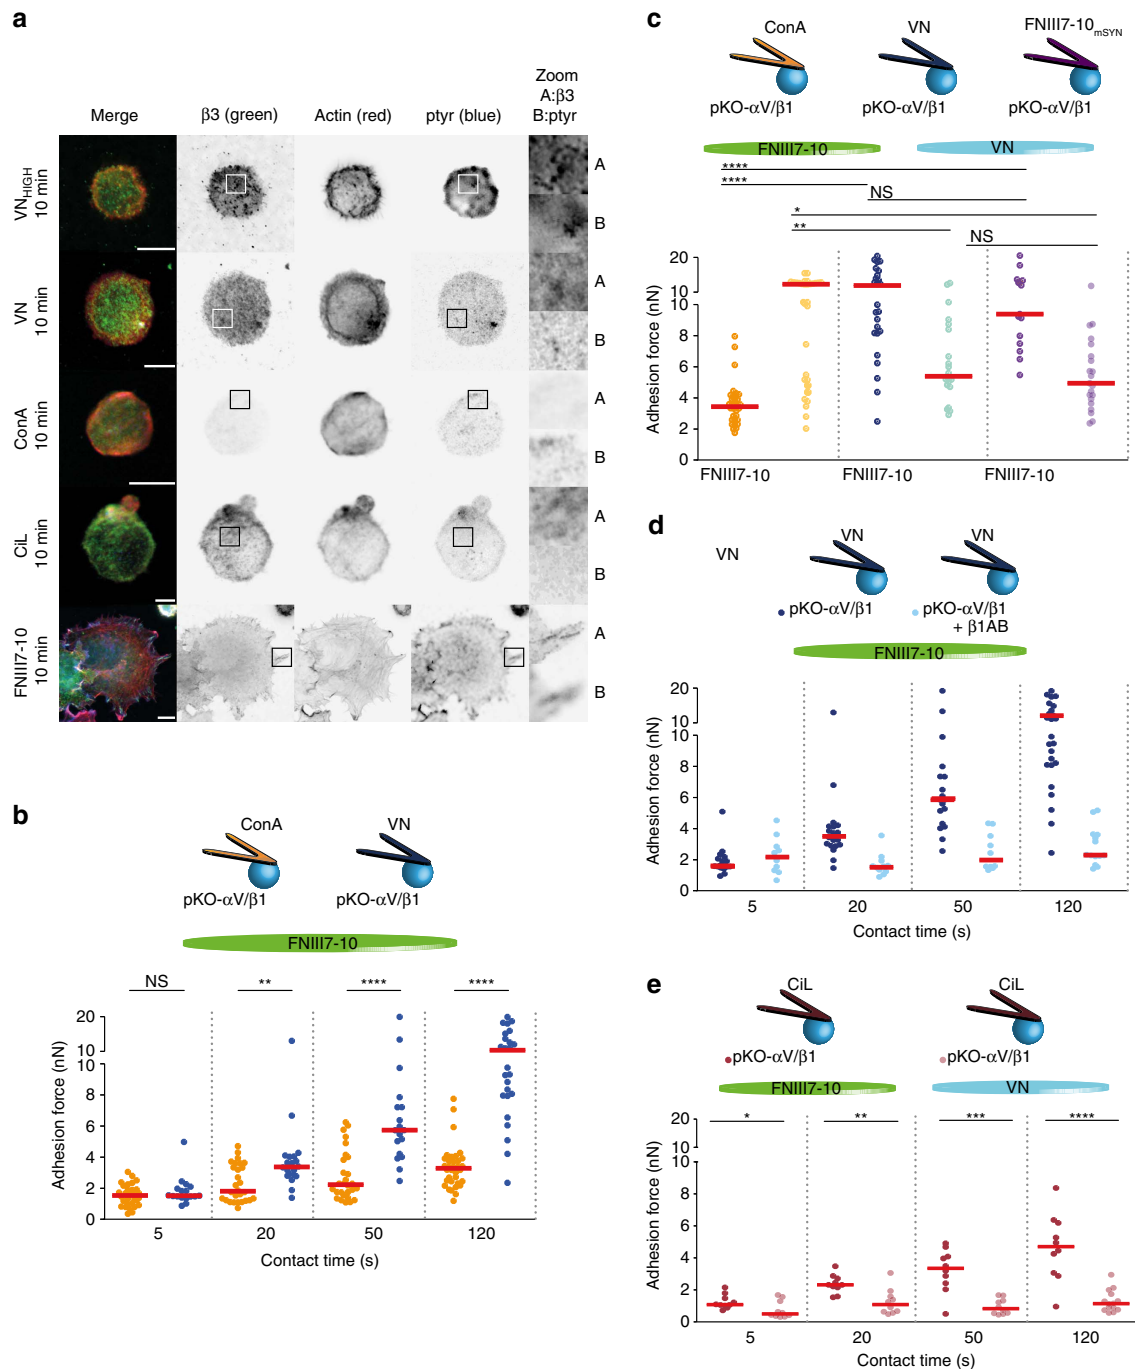 a
Merge
β3 (green)
Actin (red)
ptyr (blue)
Zoom
A:β3
B:ptyr
VNHIGH
10 min
A
B
VN
10 min
A
B
ConA
10 min
A
B
CiL
10 min
A
B
FNIII7-10
10 min
A
B
b
ConA
VN
pKO-αV/β1
pKO-αV/β1
FNIII7-10
NS
**
****
****
Adhesion force (nN)
20
10
10
8
6
4
2
0
5
20
50
120
Contact time (s)
c
ConA
VN
FNIII7-10mSYN
pKO-αV/β1
pKO-αV/β1
pKO-αV/β1
FNIII7-10
VN
****
****
NS
*
**
NS
Adhesion force (nN)
20
10
10
8
6
4
2
0
FNIII7-10
FNIII7-10
FNIII7-10
d
VN
VN
VN
pKO-αV/β1
pKO-αV/β1
+ β1AB
FNIII7-10
Adhesion force (nN)
20
10
10
8
6
4
2
0
5
20
50
120
Contact time (s)
e
CiL
CiL
pKO-αV/β1
pKO-αV/β1
FNIII7-10
VN
*
**
***
****
Adhesion force (nN)
20
10
10
8
6
4
2
0
5
20
50
120
Contact time (s)